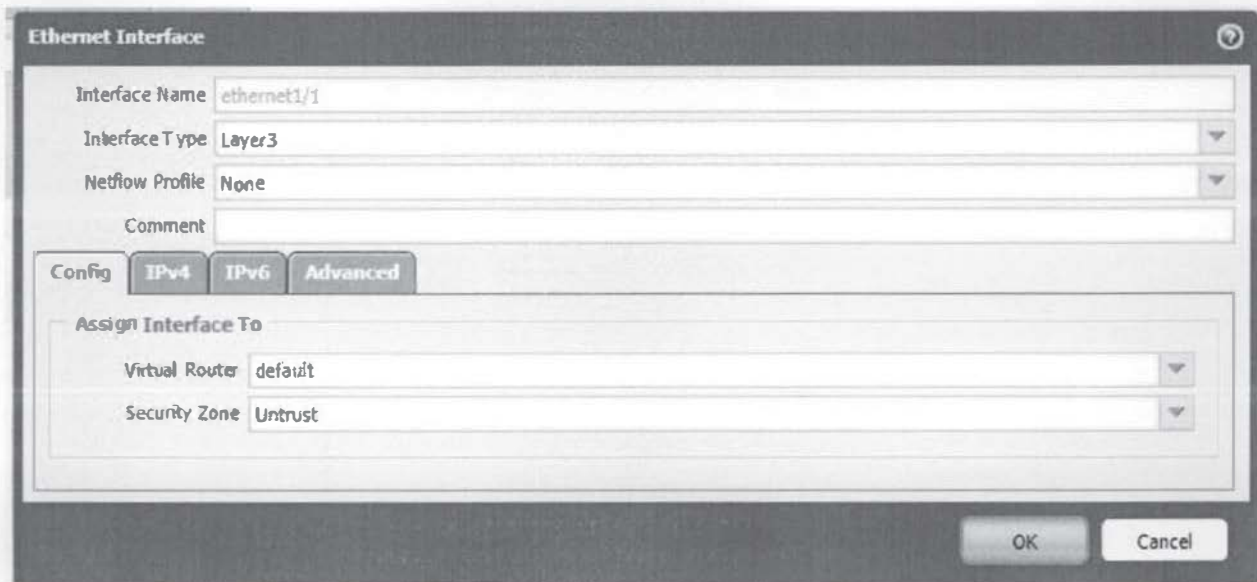 Ethernet Interface
Interface Name ethernet1/1
Interface Type Layer3
Netflow Profile None
Comment
Config IPv4 IPv6 Advanced
Assign Interface To
Virtual Router default
Security Zone Untrust
OK Cancel